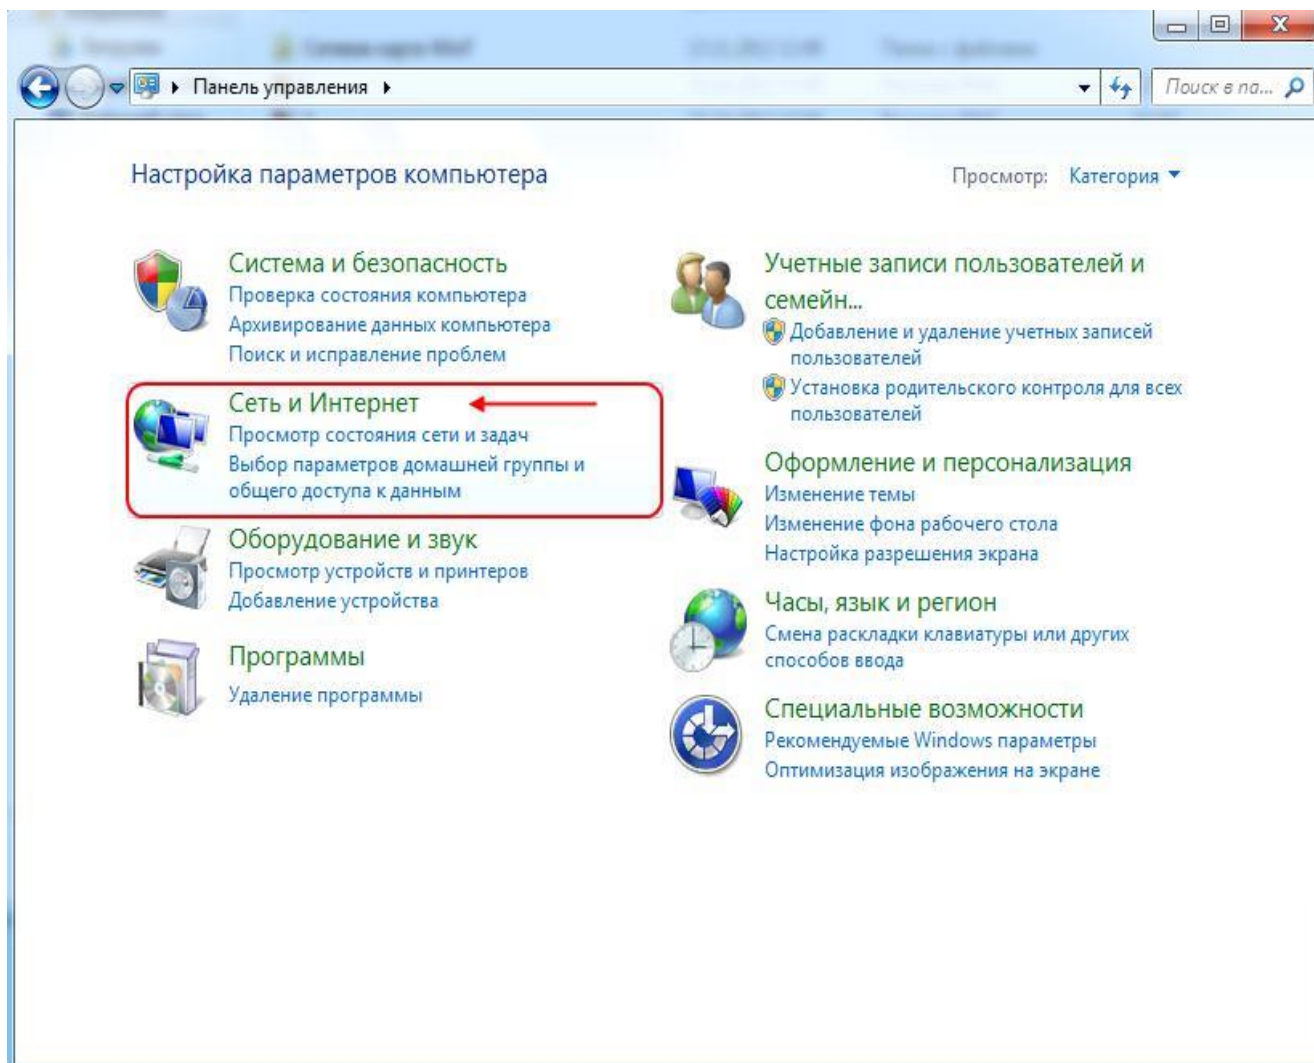 Панель управления
Поиск в па...
Настройка параметров компьютера
Просмотр: Категория
Система и безопасность
Проверка состояния компьютера
Архивирование данных компьютера
Поиск и исправление проблем
Сеть и Интернет
Просмотр состояния сети и задач
Выбор параметров домашней группы и
общего доступа к данным
Оборудование и звук
Просмотр устройств и принтеров
Добавление устройства
Программы
Удаление программы
Учетные записи пользователей и
семейн...
Добавление и удаление учетных записей
пользователей
Установка родительского контроля для всех
пользователей
Оформление и персонализация
Изменение темы
Изменение фона рабочего стола
Настройка разрешения экрана
Часы, язык и регион
Смена раскладки клавиатуры или других
способов ввода
Специальные возможности
Рекомендуемые Windows параметры
Оптимизация изображения на экране